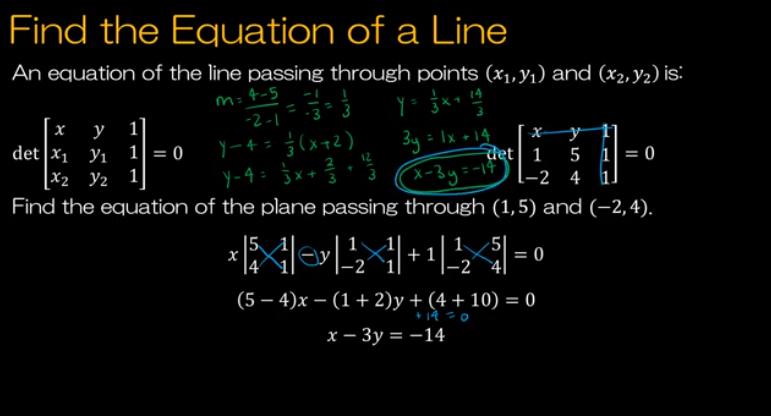 Find the Equation of a Line
An equation of the line passing through points (x₁, y₁) and (x₂, y₂) is:
m = 4-5 / -2-1 = -1 / -3 = 1/3
y - 4 = 1/3 (x+2)
y - 4 = 1/3 x + 2/3 + 12/3
y = 1/3 x + 14/3
3y = 1x + 14
x - 3y = -14
det [x y 1
x₁ y₁ 1
x₂ y₂ 1] = 0
det [x y 1
1 5 1
−2 4 1] = 0
Find the equation of the plane passing through (1, 5) and (−2, 4).
x |5 1; 4 1| − y |1 1; −2 1| + 1 |1 5; −2 4| = 0
(5 − 4)x − (1 + 2)y + (4 + 10) = 0
+ 14 = 0
x − 3y = −14